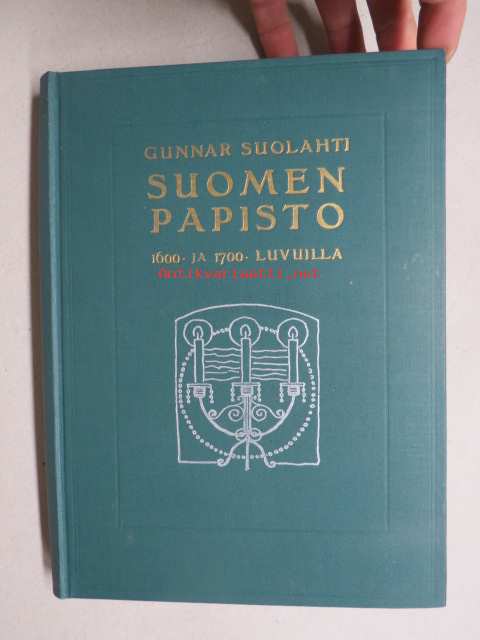 GUNNAR SUOLAHTI
SUOMEN
PAPISTO
1600- JA 1700- LUVUILLA
Antikvariaatti.net